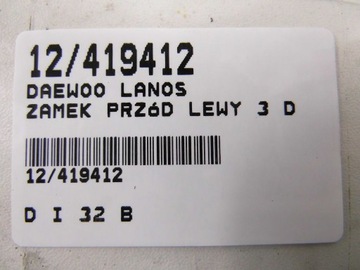 12/419412
DAEWOO LANOS
ZAMEK PRZóD LEWY 3 D
12/419412
D I 32 B